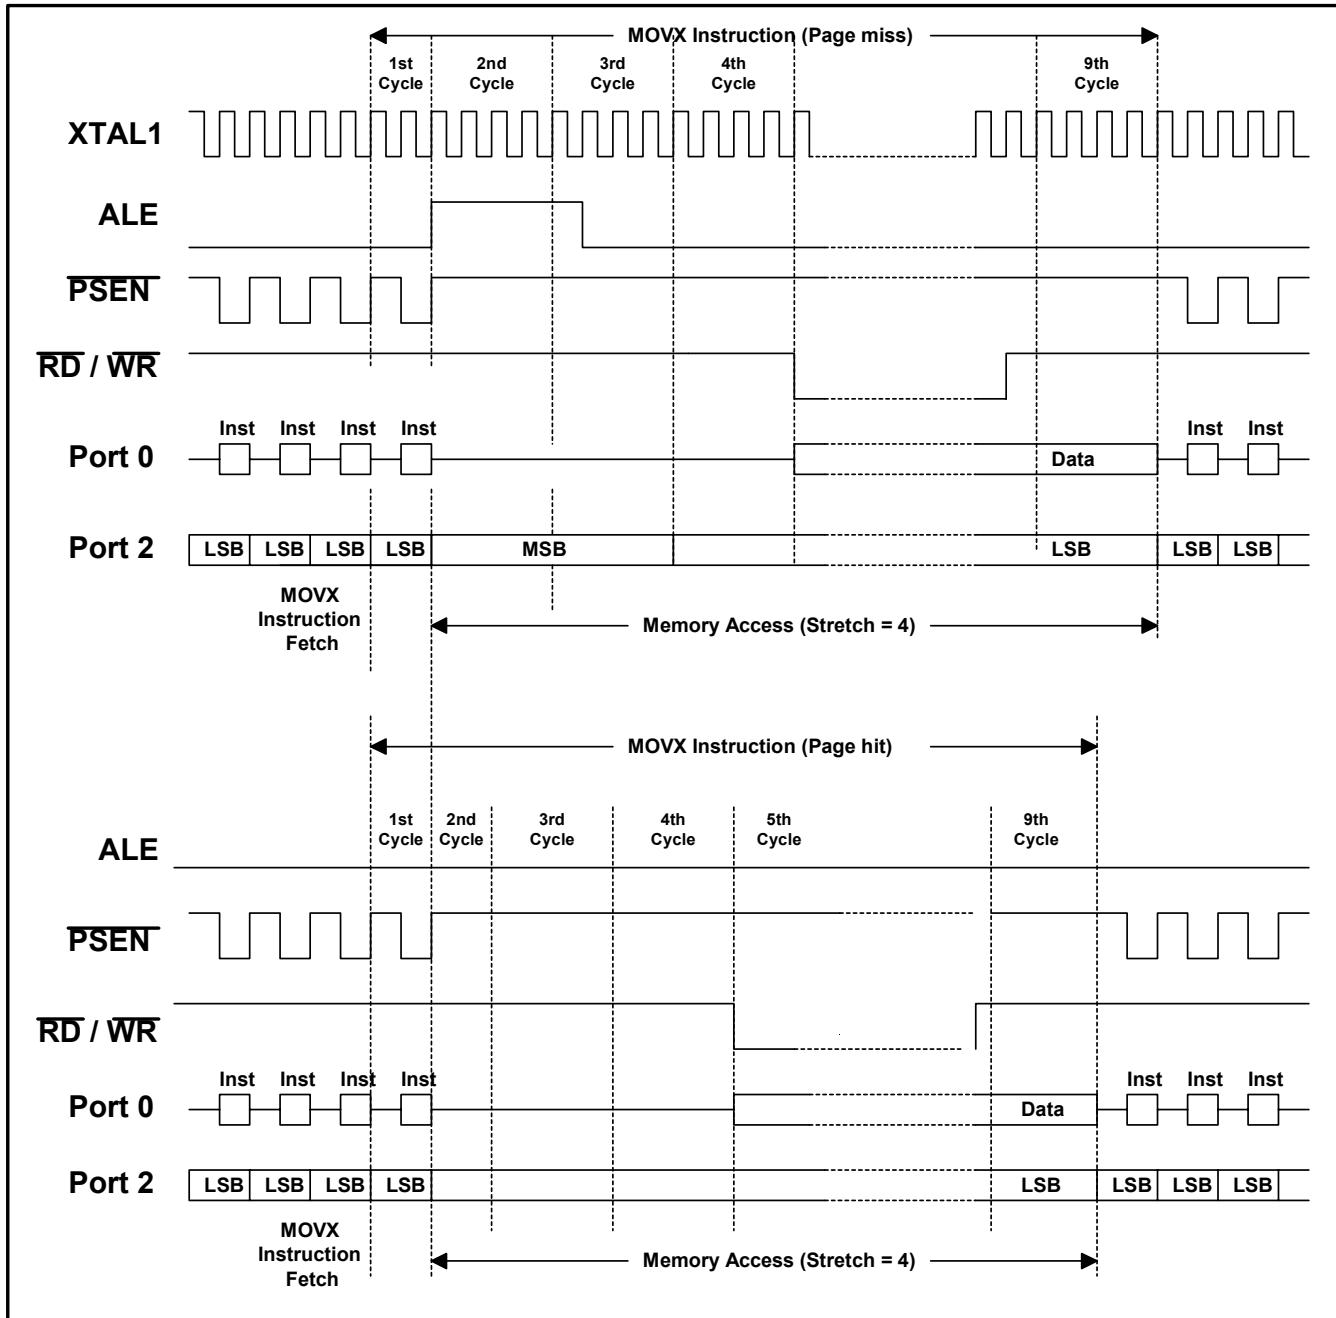 MOVX Instruction (Page miss)
1st Cycle
2nd Cycle
3rd Cycle
4th Cycle
9th Cycle
XTAL1
ALE
PSEN
RD / WR
Inst Inst Inst Inst Inst Inst
Port 0
Data
Port 2
LSB LSB LSB LSB MSB LSB LSB LSB
MOVX
Instruction
Fetch
Memory Access (Stretch = 4)
MOVX Instruction (Page hit)
1st Cycle
2nd Cycle
3rd Cycle
4th Cycle
5th Cycle
9th Cycle
ALE
PSEN
RD / WR
Inst Inst Inst Inst Inst Inst Inst
Port 0
Data
Port 2
LSB LSB LSB LSB LSB LSB LSB LSB
MOVX
Instruction
Fetch
Memory Access (Stretch = 4)